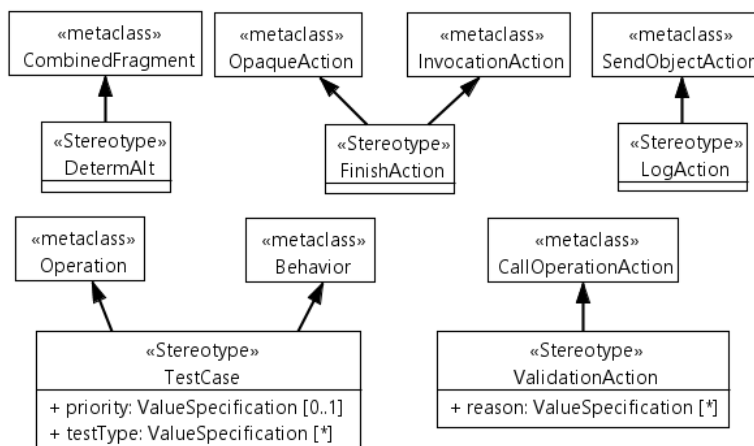 «metaclass»
CombinedFragment
«metaclass»
OpaqueAction
«metaclass»
InvocationAction
«metaclass»
SendObjectAction
«Stereotype»
DetermAlt
«Stereotype»
FinishAction
«Stereotype»
LogAction
«metaclass»
Operation
«metaclass»
Behavior
«metaclass»
CallOperationAction
«Stereotype»
TestCase
+ priority: ValueSpecification [0..1]
+ testType: ValueSpecification [*]
«Stereotype»
ValidationAction
+ reason: ValueSpecification [*]